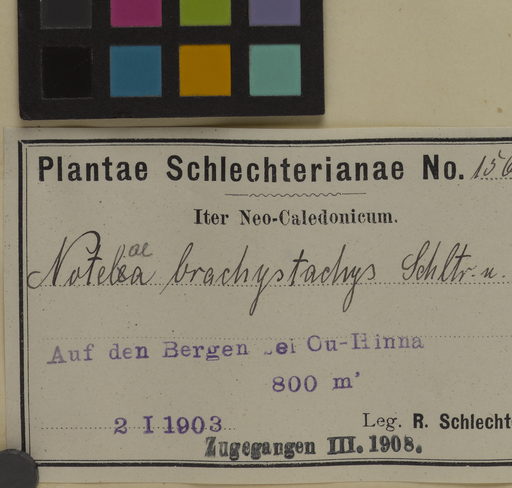 Plantae Schlechterianae No. 156
Iter Neo-Caledonicum.
Notelaea brachystachys Schltr. n.
Auf den Bergen bei Ou-Hinna
800 m
2 I 1903
Leg. R. Schlecht
Zugegangen III. 1908.